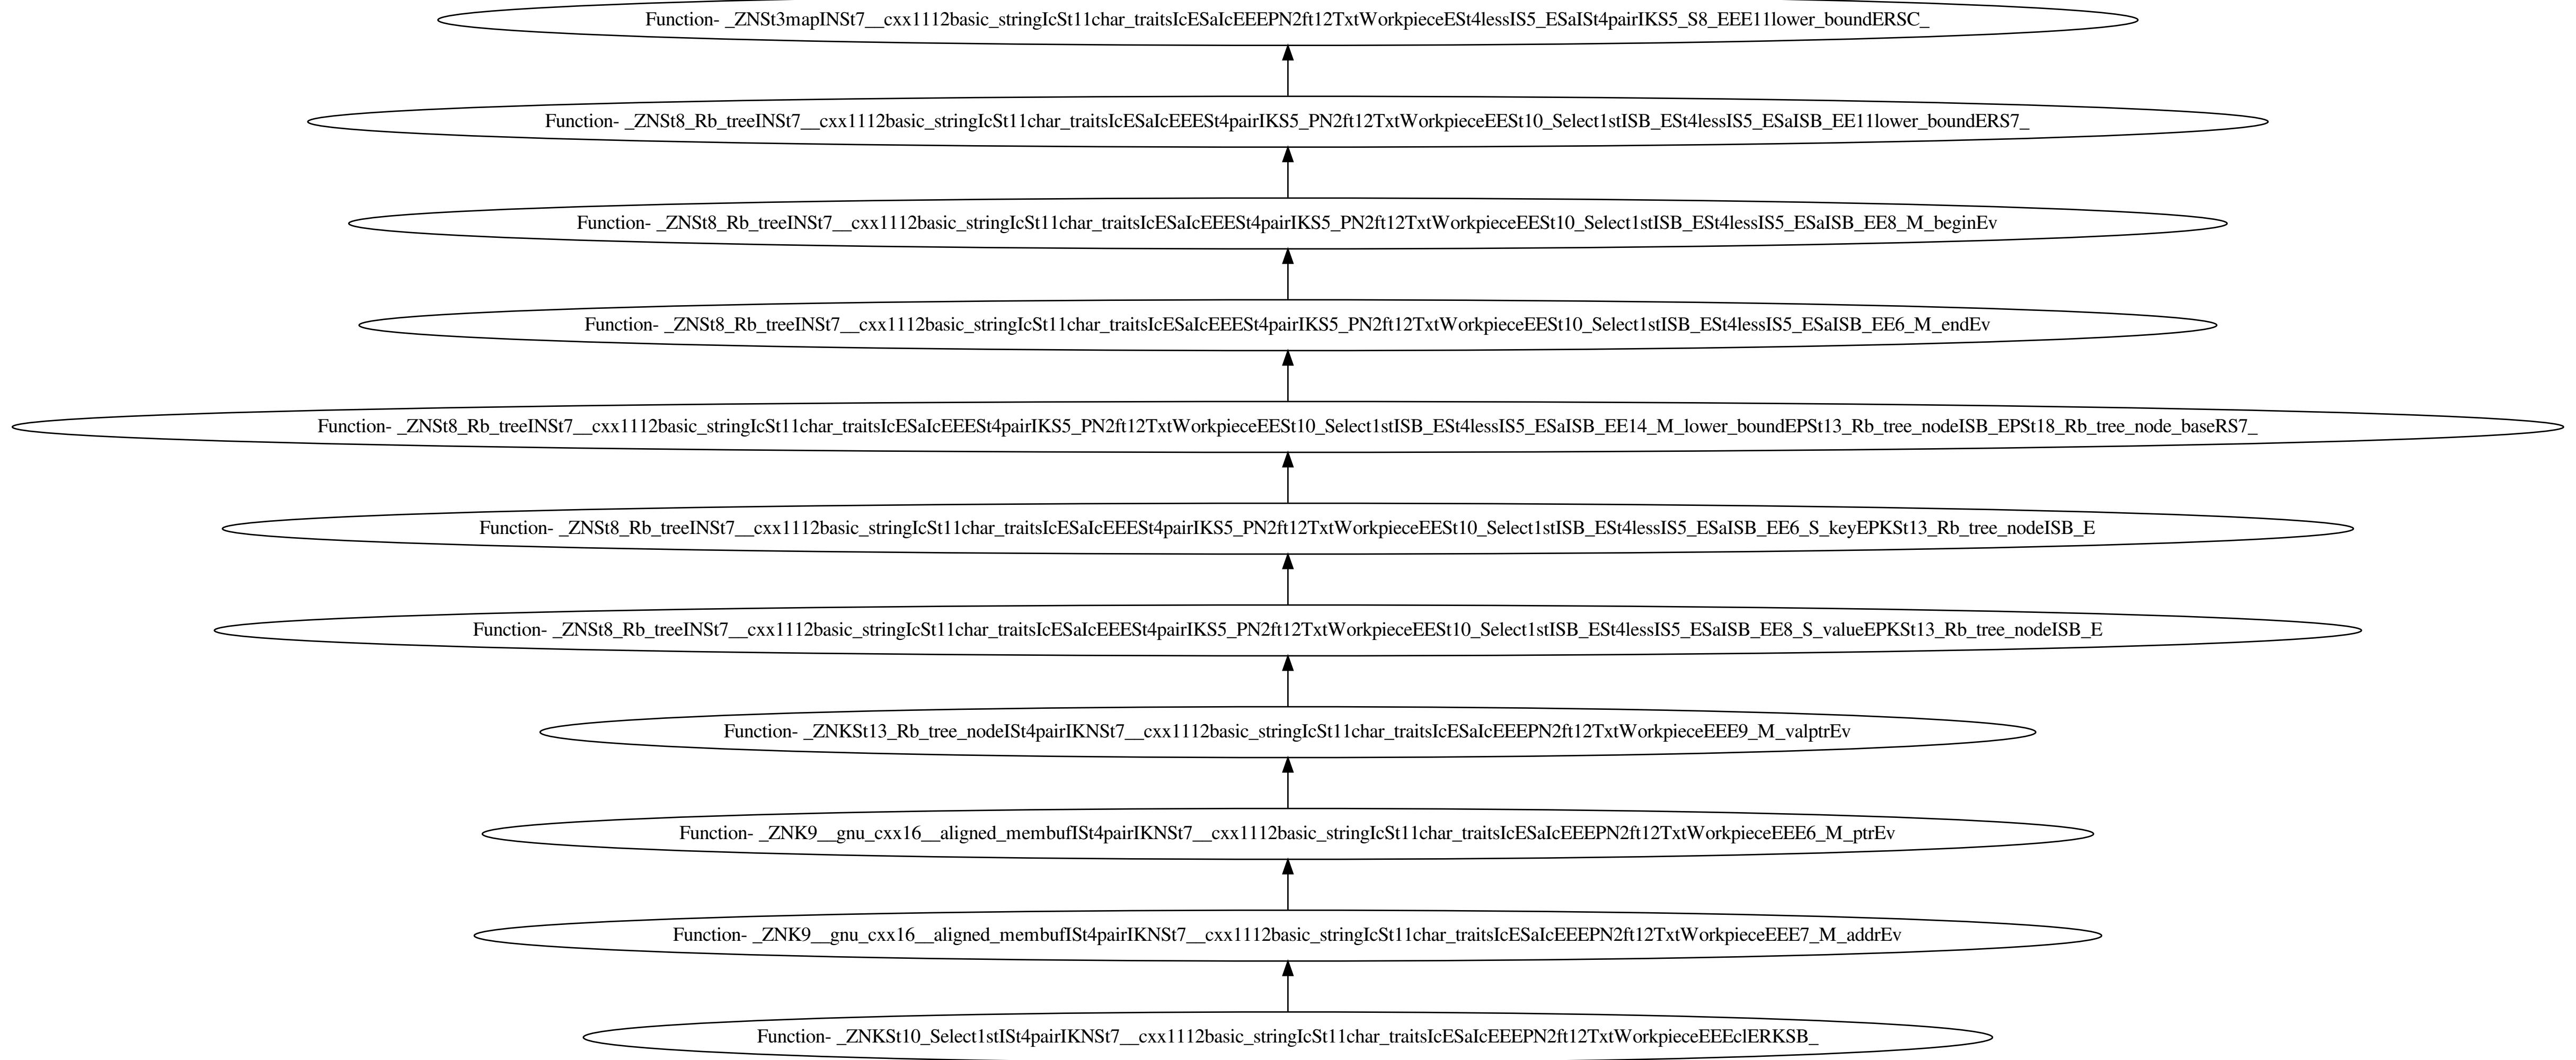 Function- _ZNSt3mapINSt7__cxx1112basic_stringIcSt11char_traitsIcESaIcEEEPN2ft12TxtWorkpieceESt4lessIS5_ESaISt4pairIKS5_S8_EEE11lower_boundERSC_
Function- _ZNSt8_Rb_treeINSt7__cxx1112basic_stringIcSt11char_traitsIcESaIcEEESt4pairIKS5_PN2ft12TxtWorkpieceEESt10_Select1stISB_ESt4lessIS5_ESaISB_EE11lower_boundERS7_
Function- _ZNSt8_Rb_treeINSt7__cxx1112basic_stringIcSt11char_traitsIcESaIcEEESt4pairIKS5_PN2ft12TxtWorkpieceEESt10_Select1stISB_ESt4lessIS5_ESaISB_EE8_M_beginEv
Function- _ZNSt8_Rb_treeINSt7__cxx1112basic_stringIcSt11char_traitsIcESaIcEEESt4pairIKS5_PN2ft12TxtWorkpieceEESt10_Select1stISB_ESt4lessIS5_ESaISB_EE6_M_endEv
Function- _ZNSt8_Rb_treeINSt7__cxx1112basic_stringIcSt11char_traitsIcESaIcEEESt4pairIKS5_PN2ft12TxtWorkpieceEESt10_Select1stISB_ESt4lessIS5_ESaISB_EE14_M_lower_boundEPSt13_Rb_tree_nodeISB_EPSt18_Rb_tree_node_baseRS7_
Function- _ZNSt8_Rb_treeINSt7__cxx1112basic_stringIcSt11char_traitsIcESaIcEEESt4pairIKS5_PN2ft12TxtWorkpieceEESt10_Select1stISB_ESt4lessIS5_ESaISB_EE6_S_keyEPKSt13_Rb_tree_nodeISB_E
Function- _ZNSt8_Rb_treeINSt7__cxx1112basic_stringIcSt11char_traitsIcESaIcEEESt4pairIKS5_PN2ft12TxtWorkpieceEESt10_Select1stISB_ESt4lessIS5_ESaISB_EE8_S_valueEPKSt13_Rb_tree_nodeISB_E
Function- _ZNKSt13_Rb_tree_nodeISt4pairIKNSt7__cxx1112basic_stringIcSt11char_traitsIcESaIcEEEPN2ft12TxtWorkpieceEEE9_M_valptrEv
Function- _ZNK9__gnu_cxx16__aligned_membufISt4pairIKNSt7__cxx1112basic_stringIcSt11char_traitsIcESaIcEEEPN2ft12TxtWorkpieceEEE6_M_ptrEv
Function- _ZNK9__gnu_cxx16__aligned_membufISt4pairIKNSt7__cxx1112basic_stringIcSt11char_traitsIcESaIcEEEPN2ft12TxtWorkpieceEEE7_M_addrEv
Function- _ZNKSt10_Select1stISt4pairIKNSt7__cxx1112basic_stringIcSt11char_traitsIcESaIcEEEPN2ft12TxtWorkpieceEEEclERKSB_